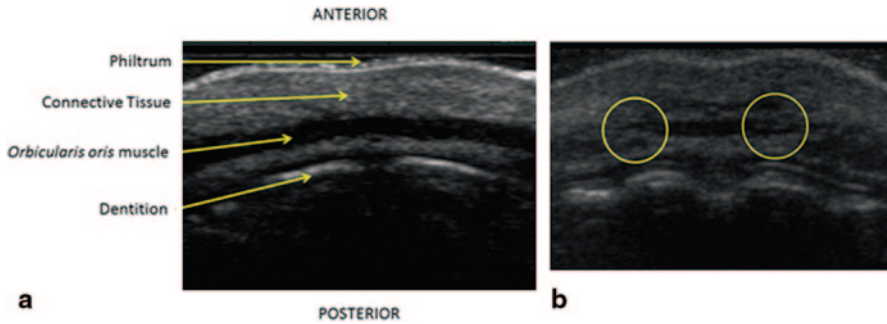 ANTERIOR
Philtrum
Connective Tissue
Orbicularis oris muscle
Dentition
a
POSTERIOR
b